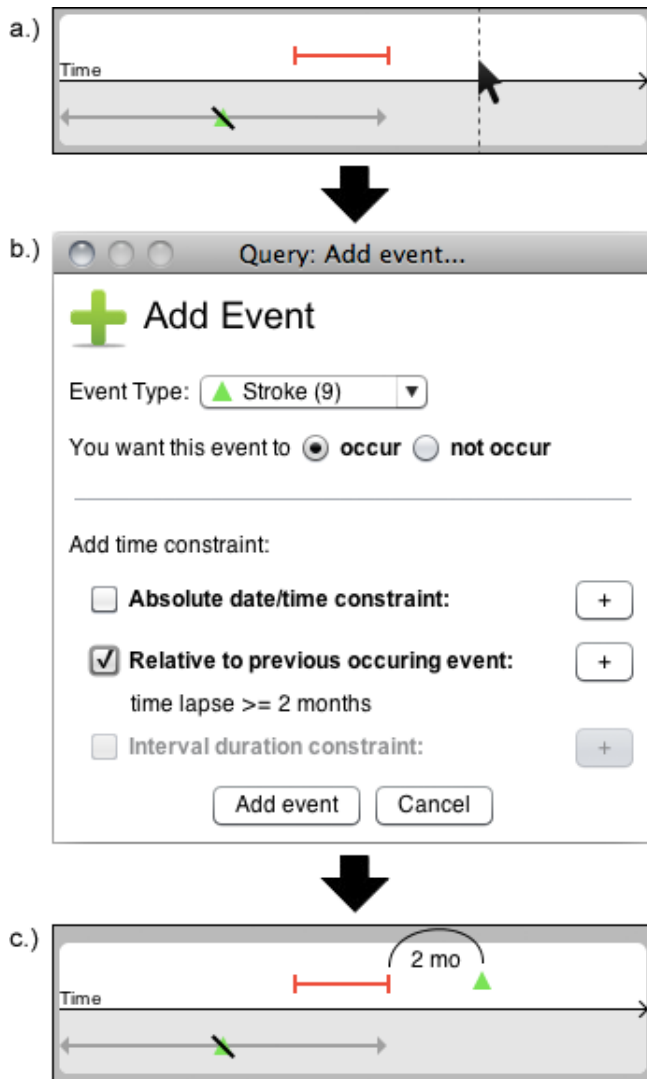 a.)
Time
b.)
Query: Add event...
Add Event
Event Type: Stroke (9)
You want this event to occur not occur
Add time constraint:
Absolute date/time constraint: +
Relative to previous occuring event: +
time lapse >= 2 months
Interval duration constraint: +
Add event Cancel
c.)
2 mo
Time